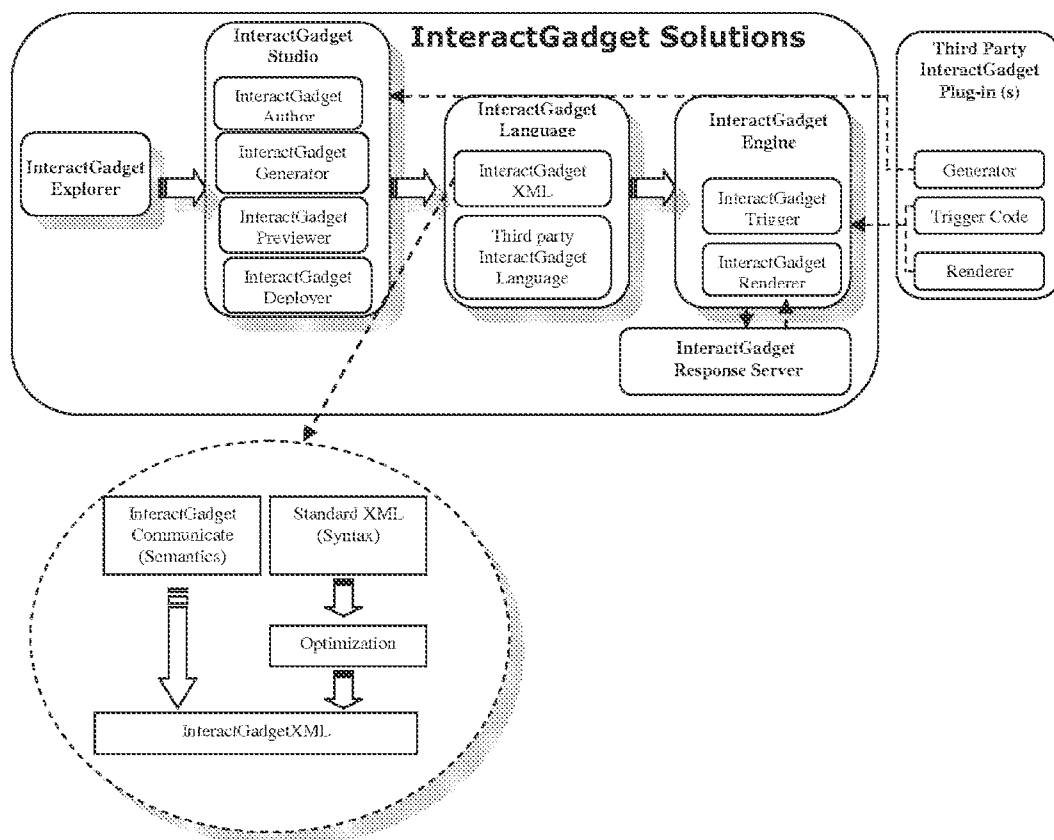 InteractGadget Solutions
InteractGadget
Explorer
InteractGadget
Studio
InteractGadget
Author
InteractGadget
Generator
InteractGadget
Previewer
InteractGadget
Deployer
InteractGadget
Language
InteractGadget
XML
Third party
InteractGadget
Language
InteractGadget
Engine
InteractGadget
Trigger
InteractGadget
Renderer
InteractGadget
Response Server
Third Party
InteractGadget
Plug-in (s)
Generator
Trigger Code
Renderer
InteractGadget
Communicate
(Semantics)
Standard XML
(Syntax)
Optimization
InteractGadgetXML